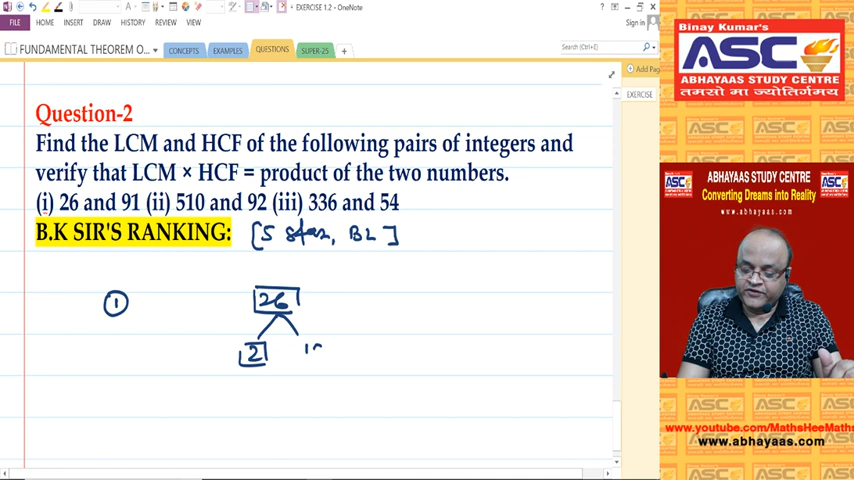 EXERCISE 1.2 - OneNote
FILE HOME INSERT DRAW HISTORY REVIEW VIEW
Sign in
FUNDAMENTAL THEOREM O... CONCEPTS EXAMPLES QUESTIONS SUPER-25
Search (Ctrl+E)
Add Pag
EXERCISE
Question-2
Find the LCM and HCF of the following pairs of integers and
verify that LCM × HCF = product of the two numbers.
(i) 26 and 91 (ii) 510 and 92 (iii) 336 and 54
B.K SIR'S RANKING: [5 star, BL]
1 26
2
Binay Kumar's
ASC
ABHAYAAS STUDY CENTRE
तमसो मा ज्योतिर्गमय
ABHAYAAS STUDY CENTRE
Converting Dreams into Reality
www.abhayaas.com
www.youtube.com/MathsHeeMaths
www.abhayaas.com